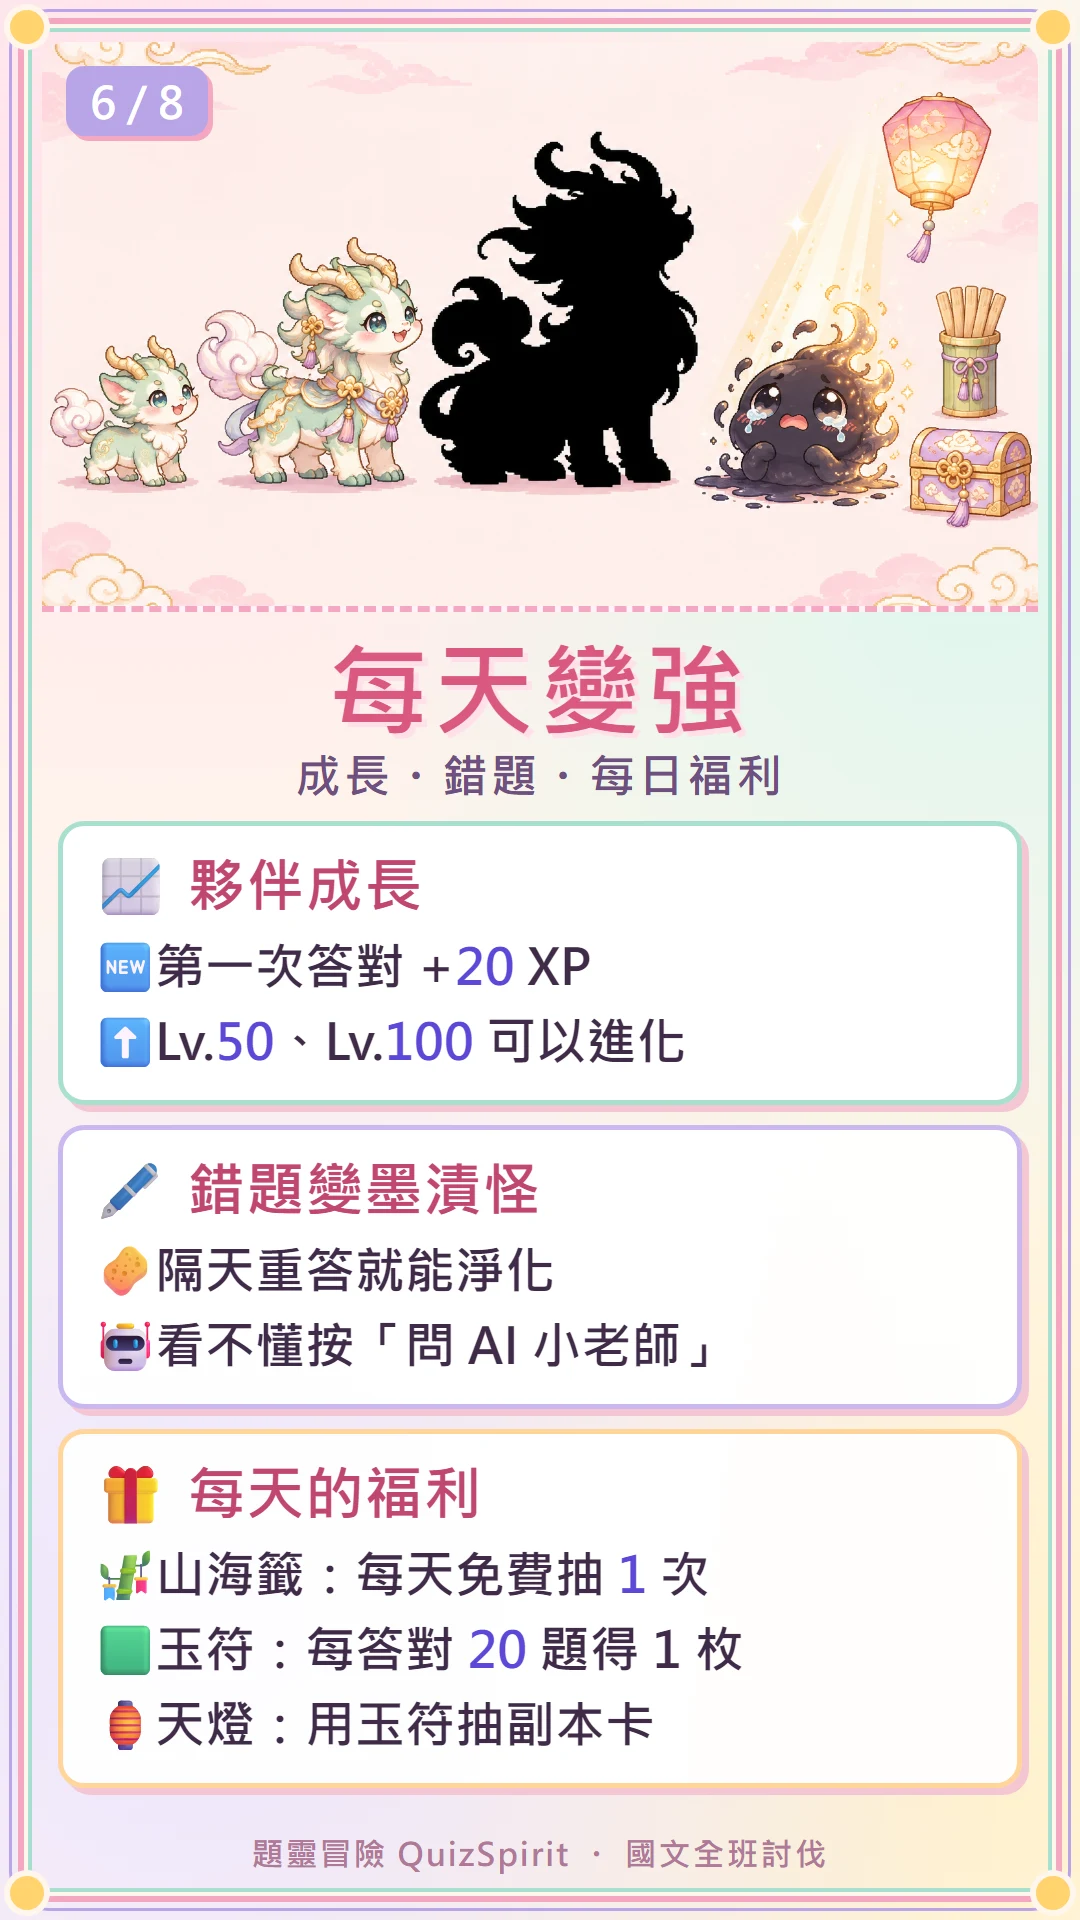 6/8
每天變強
成長·錯題·每日福利
夥伴成長
NEW 第一次答對 +20 XP
Lv.50、Lv.100 可以進化
錯題變墨漬怪
隔天重答就能淨化
看不懂按「問 AI 小老師」
每天的福利
山海籤：每天免費抽 1 次
玉符：每答對 20 題得 1 枚
天燈：用玉符抽副本卡
題靈冒險 QuizSpirit · 國文全班討伐